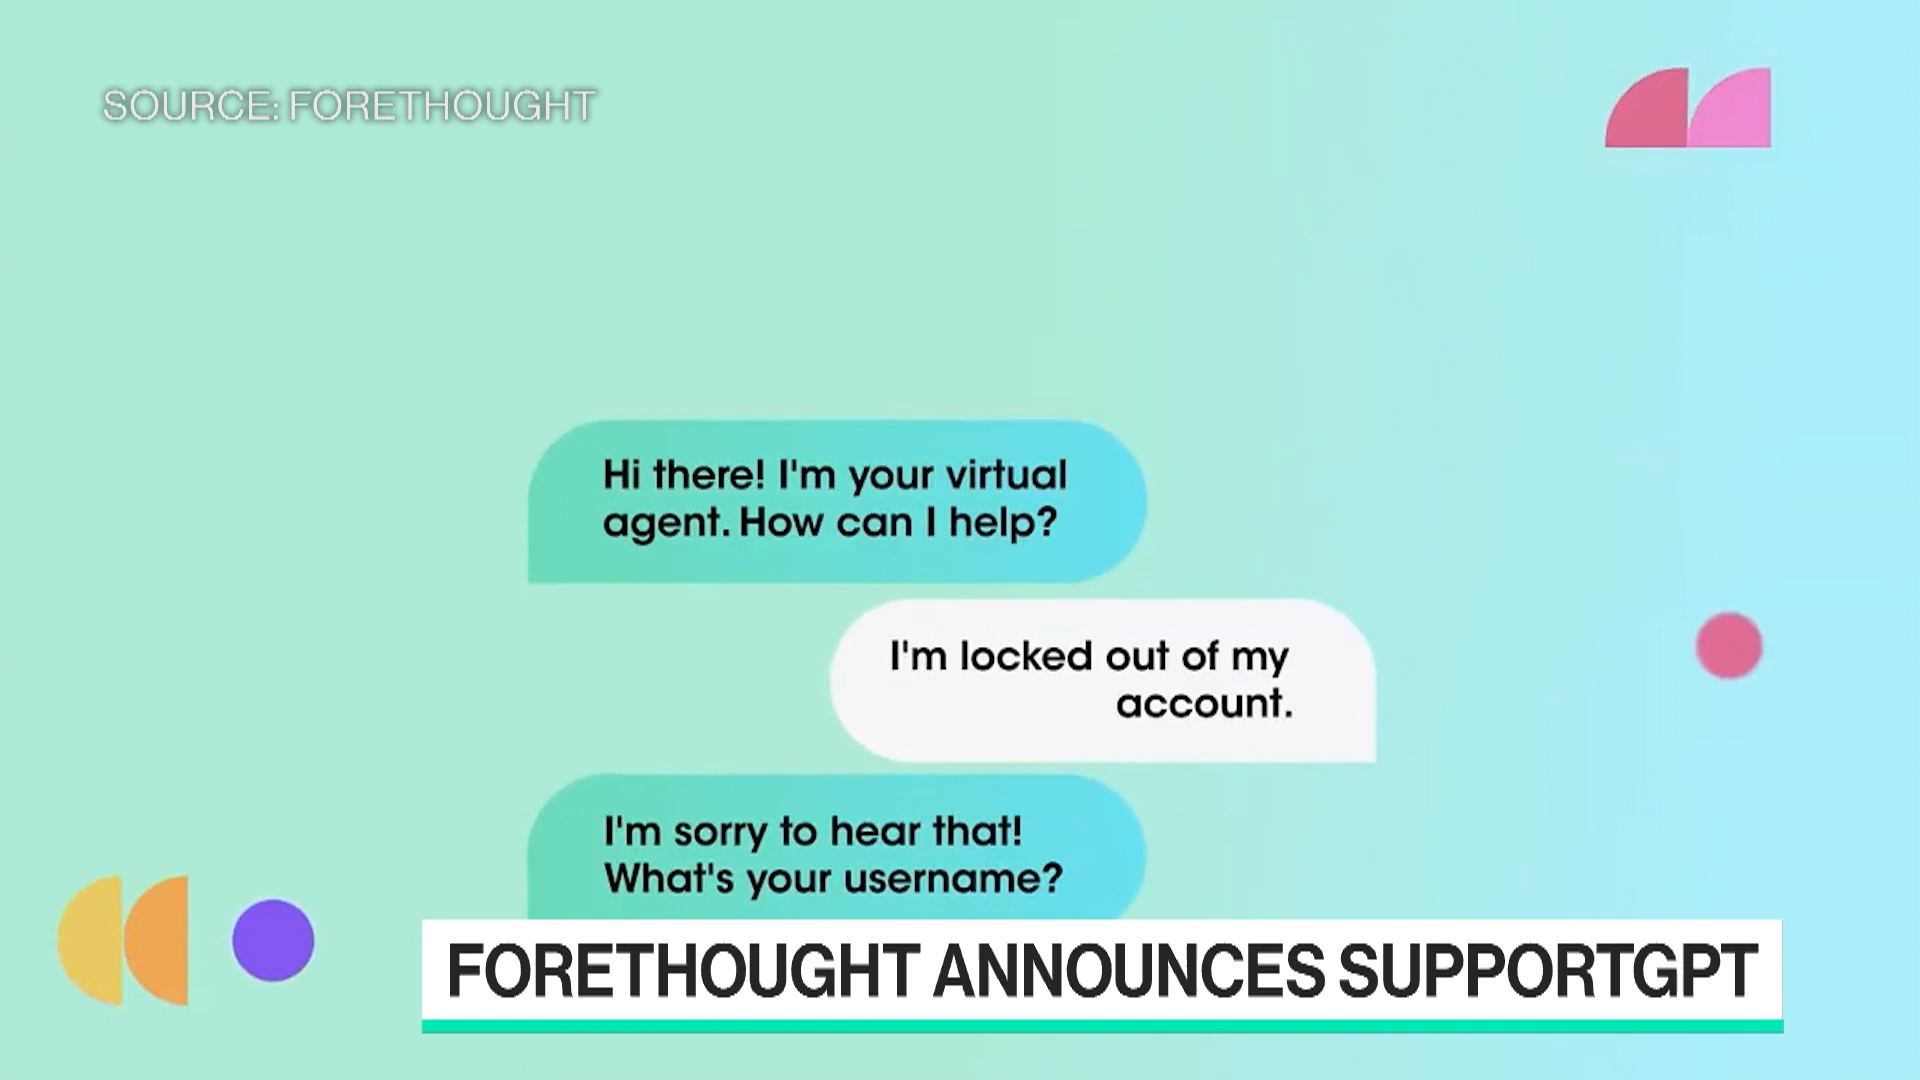 SOURCE: FORETHOUGHT
Hi there! I'm your virtual
agent. How can I help?
I'm locked out of my
account.
I'm sorry to hear that!
What's your username?
FORETHOUGHT ANNOUNCES SUPPORTGPT